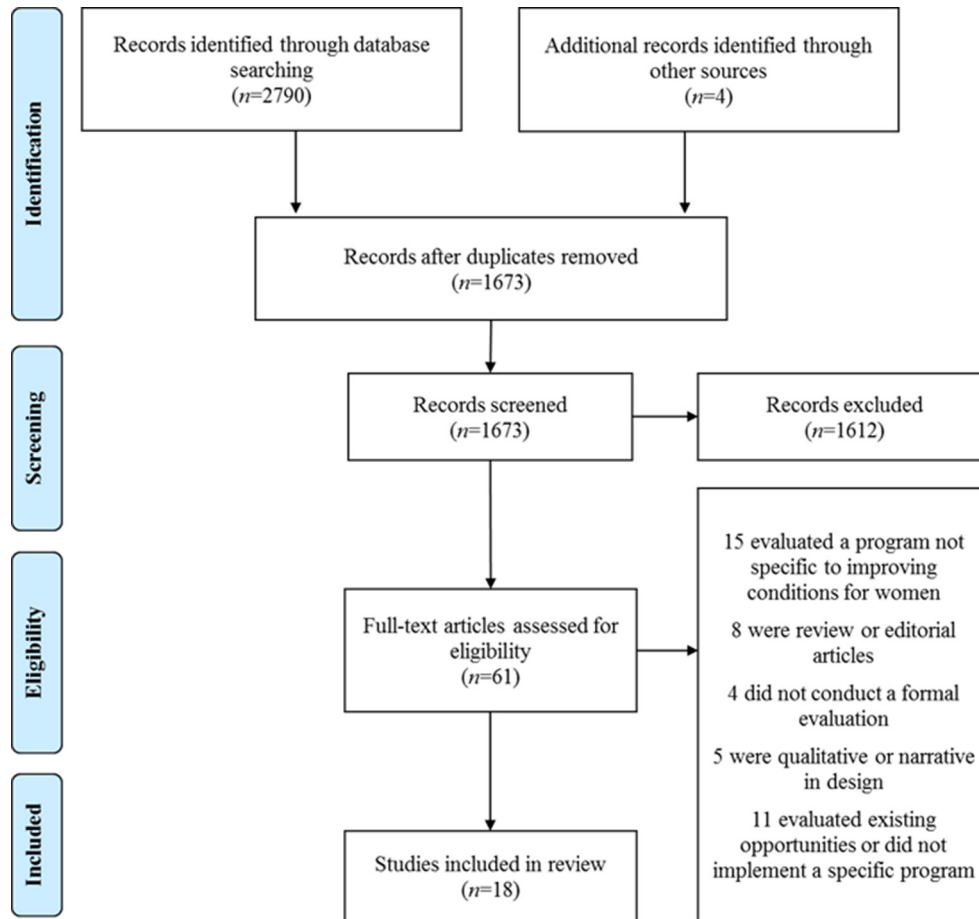 Identification
Records identified through database
searching
(n=2790)
Additional records identified through
other sources
(n=4)
Records after duplicates removed
(n=1673)
Screening
Records screened
(n=1673)
Records excluded
(n=1612)
Eligibility
Full-text articles assessed for
eligibility
(n=61)
15 evaluated a program not
specific to improving
conditions for women
8 were review or editorial
articles
4 did not conduct a formal
evaluation
5 were qualitative or narrative
in design
11 evaluated existing
opportunities or did not
implement a specific program
Included
Studies included in review
(n=18)